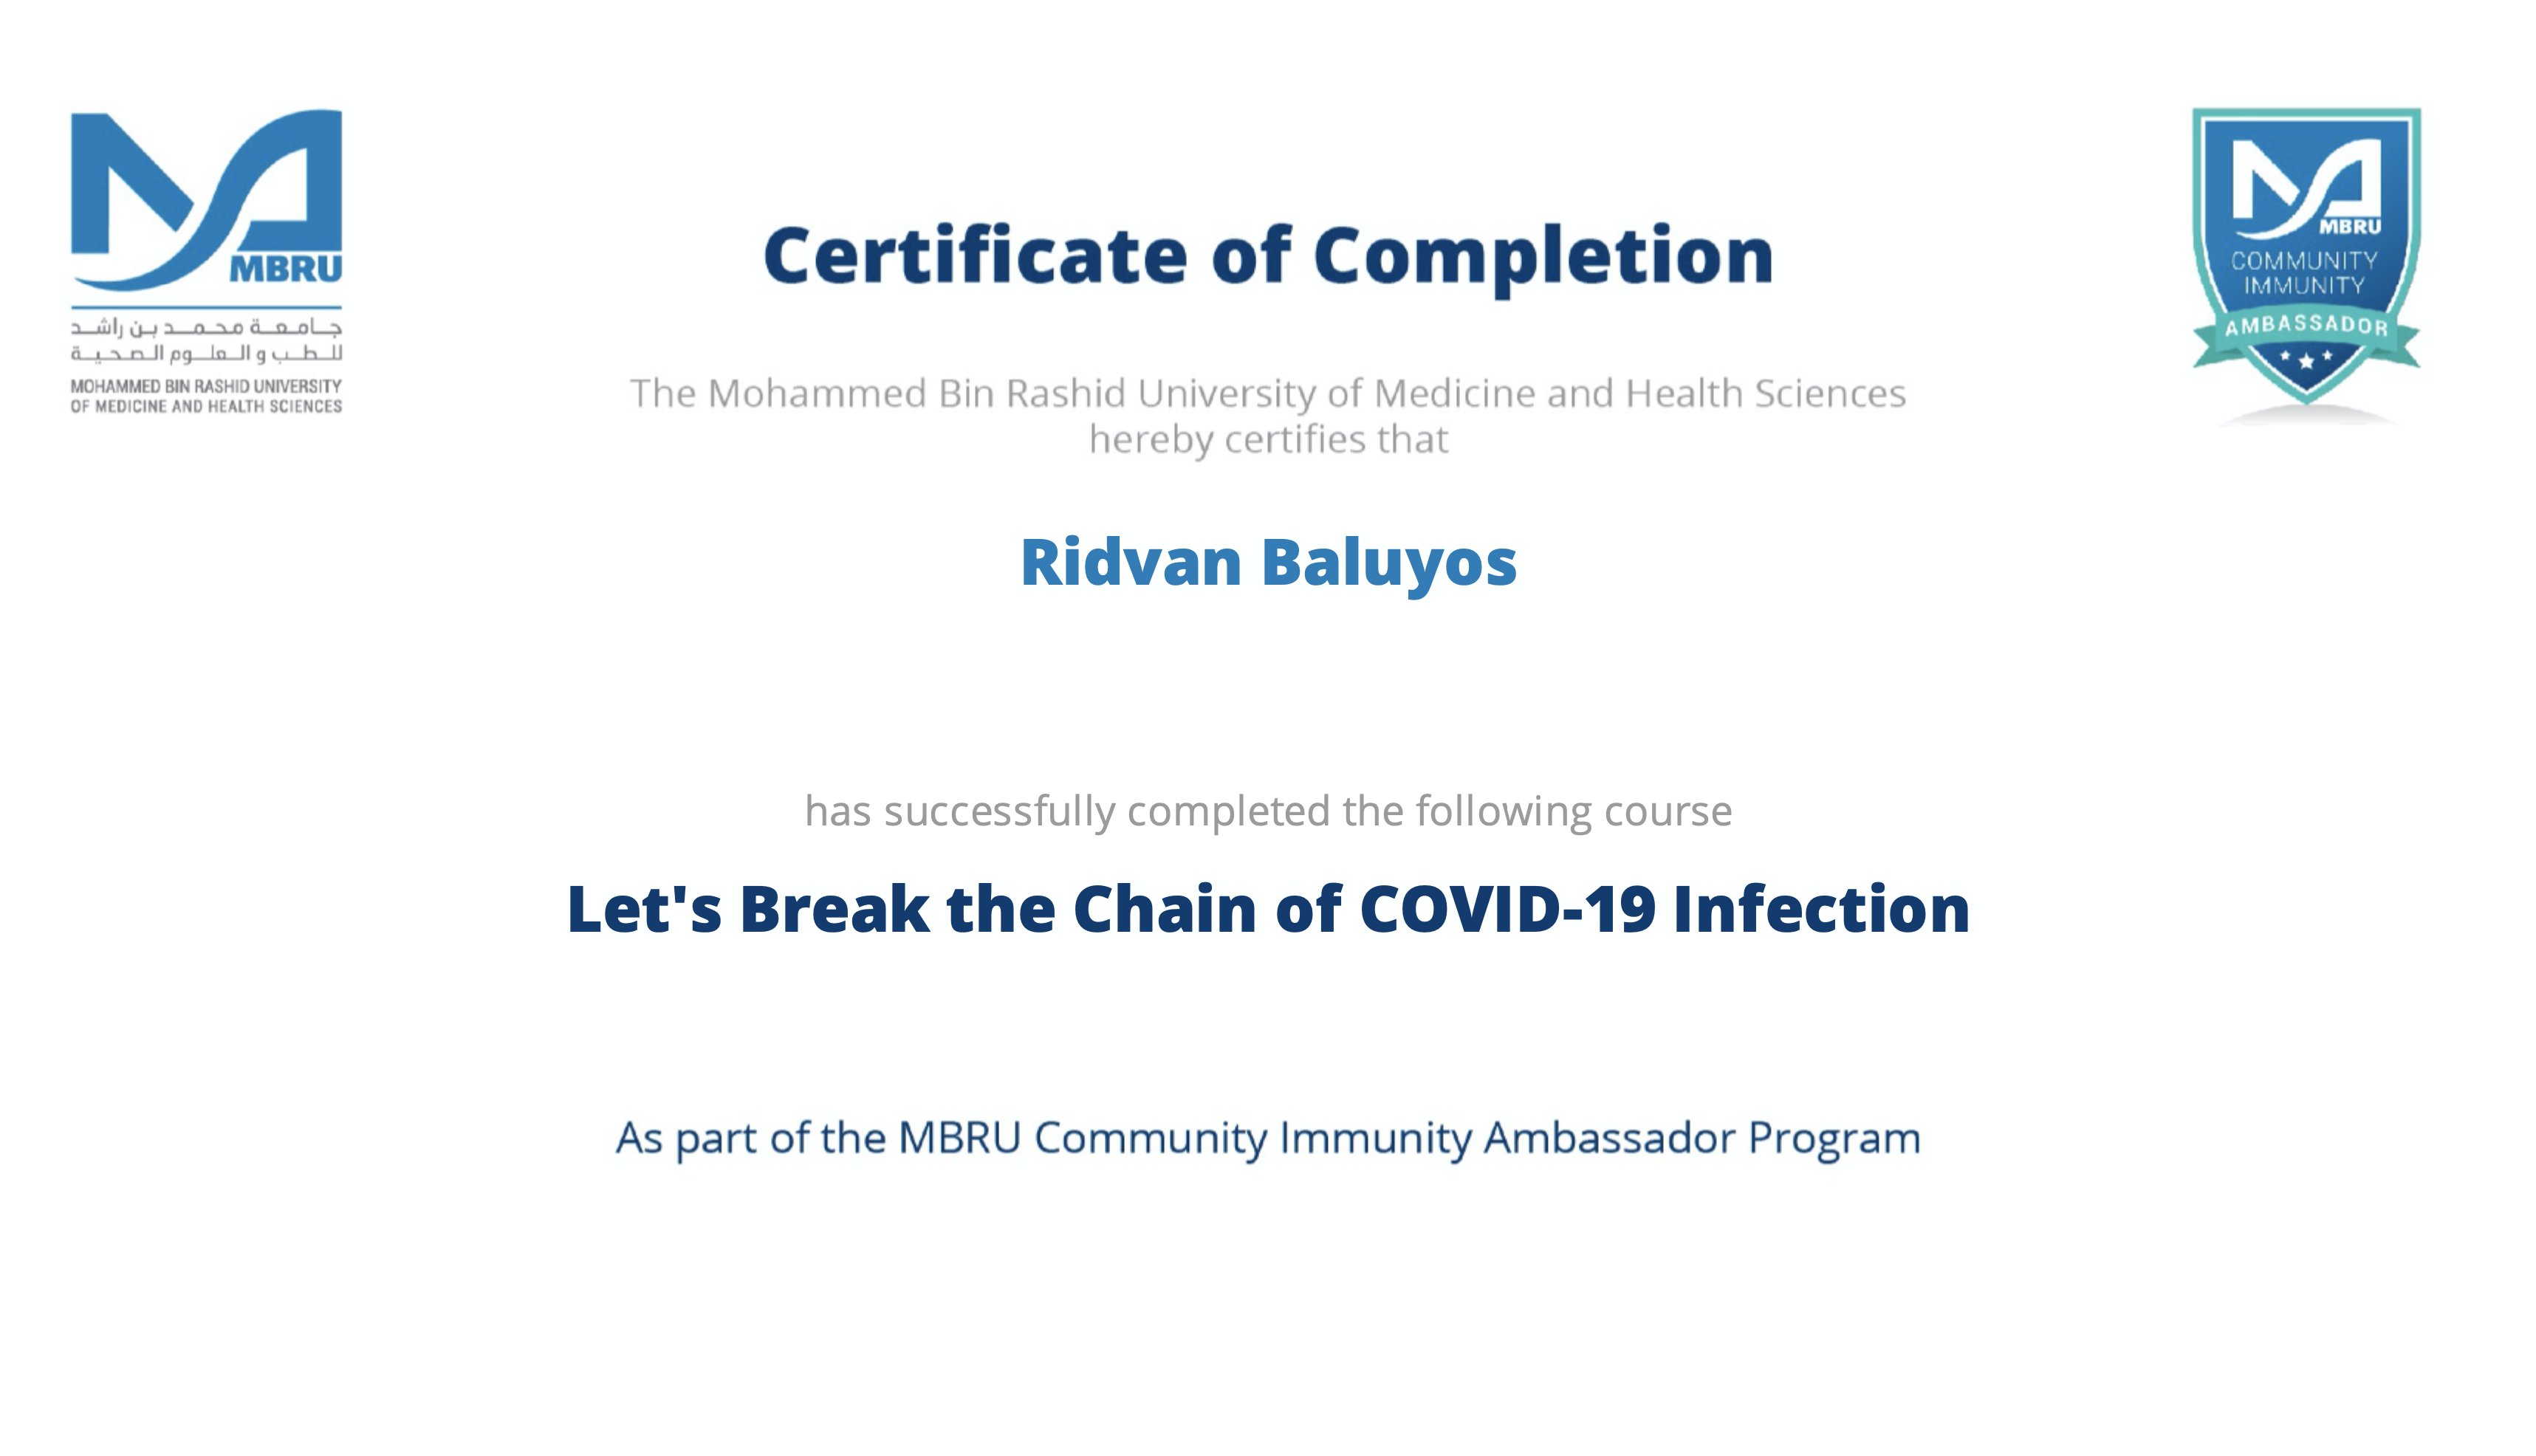 MBRU
جامعة محمد بن راشد
للطب و العلوم الصحية
MOHAMMED BIN RASHID UNIVERSITY
OF MEDICINE AND HEALTH SCIENCES
MBRU
COMMUNITY
IMMUNITY
AMBASSADOR
Certificate of Completion
The Mohammed Bin Rashid University of Medicine and Health Sciences
hereby certifies that
Ridvan Baluyos
has successfully completed the following course
Let's Break the Chain of COVID-19 Infection
As part of the MBRU Community Immunity Ambassador Program